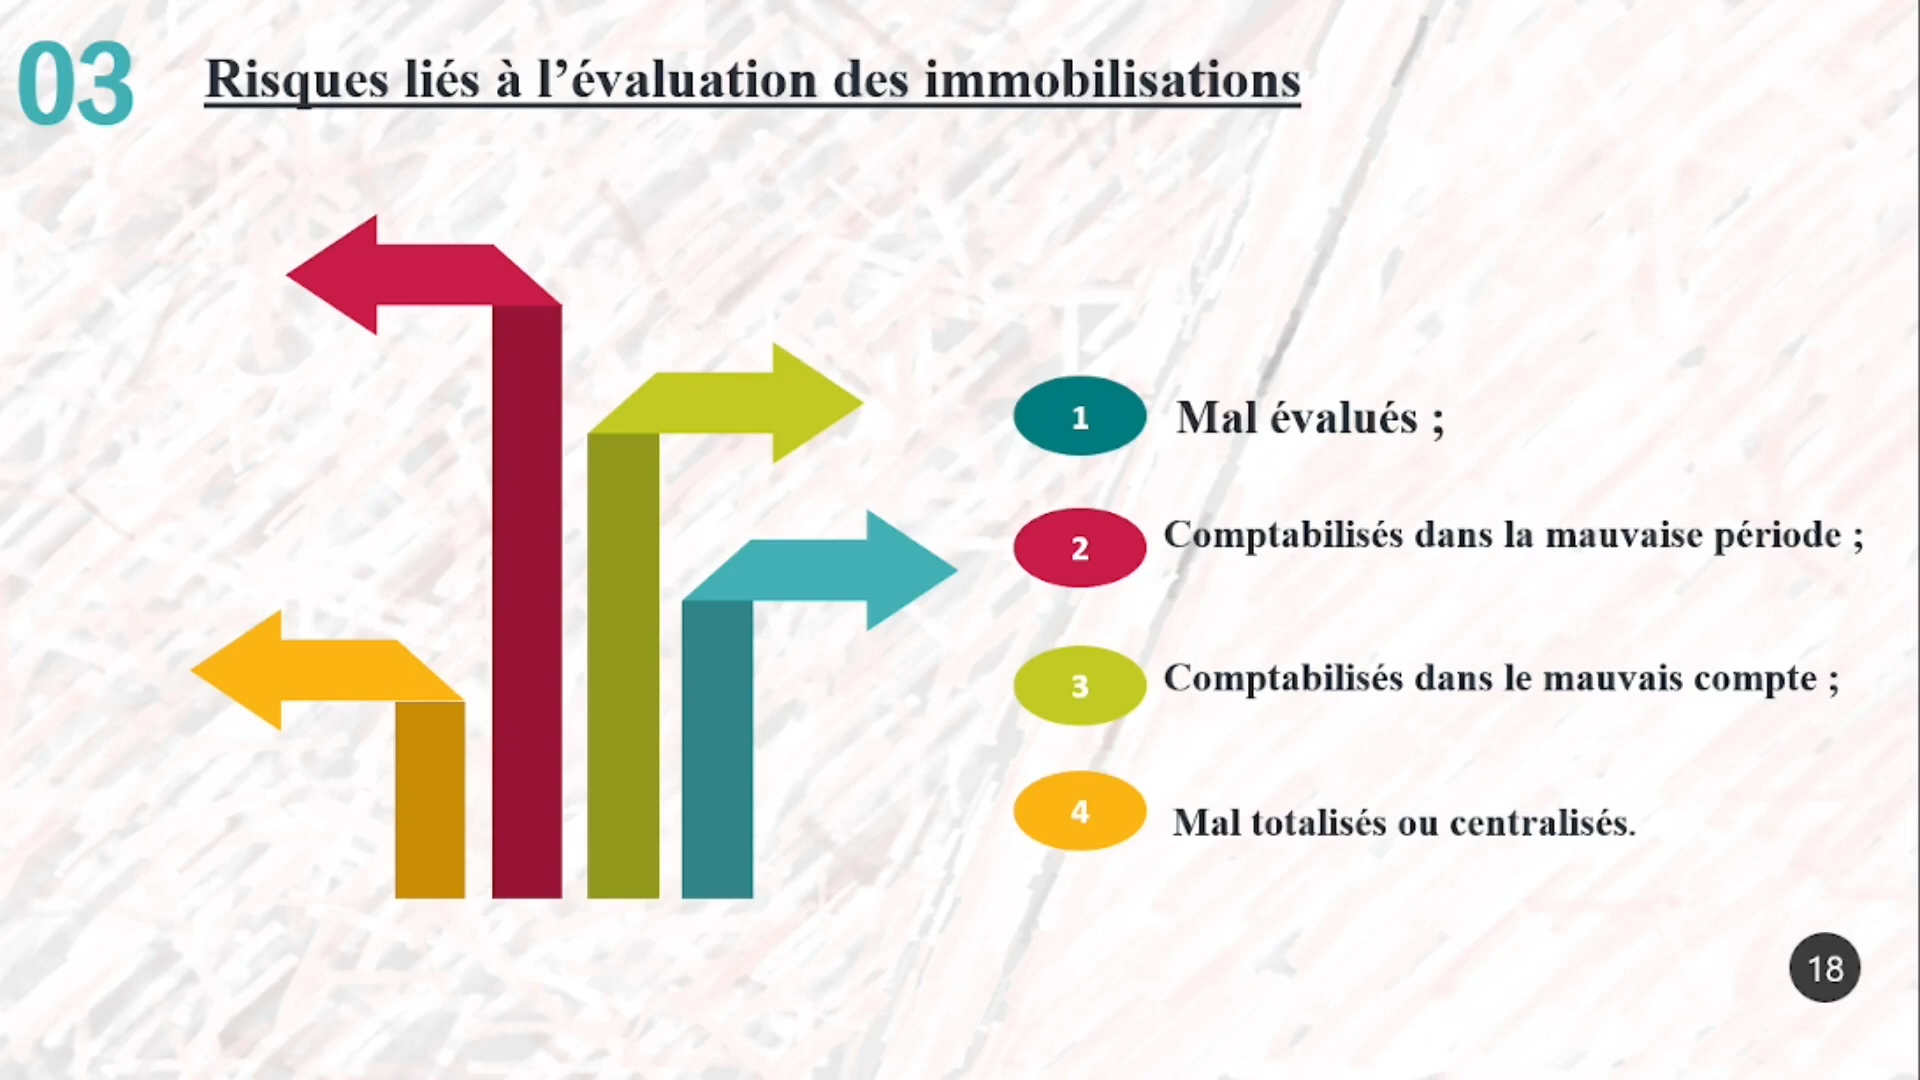 03
Risques liés à l’évaluation des immobilisations
1 Mal évalués ;
2 Comptabilisés dans la mauvaise période ;
3 Comptabilisés dans le mauvais compte ;
4 Mal totalisés ou centralisés.
18